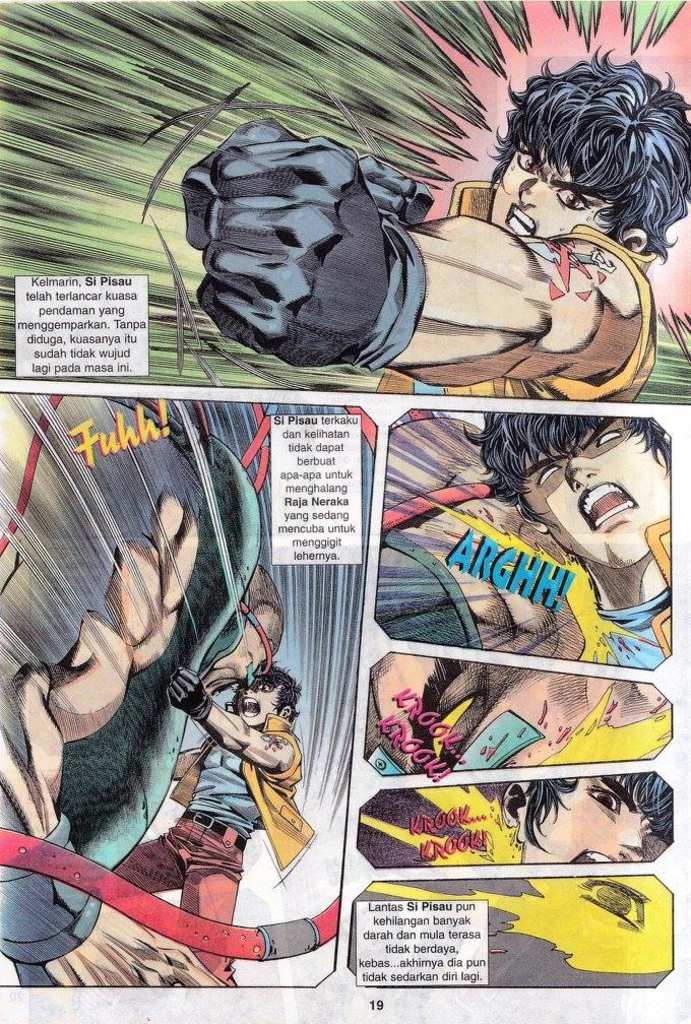 Kelmarin, Si Pisau
telah terlancar kuasa
pendaman yang
menggemparkan. Tanpa
diduga, kuasanya itu
sudah tidak wujud
lagi pada masa ini.
Fuhh!
Si Pisau terkaku
dan kelihatan
tidak dapat
berbuat
apa-apa untuk
menghalang
Raja Neraka
yang sedang
mencuba untuk
menggigit
lehernya.
ARGHH!
KROOK...
KROOK!
KROOK...
KROOK!
Lantas Si Pisau pun
kehilangan banyak
darah dan mula terasa
tidak berdaya,
kebas...akhirnya dia pun
tidak sedarkan diri lagi.
19